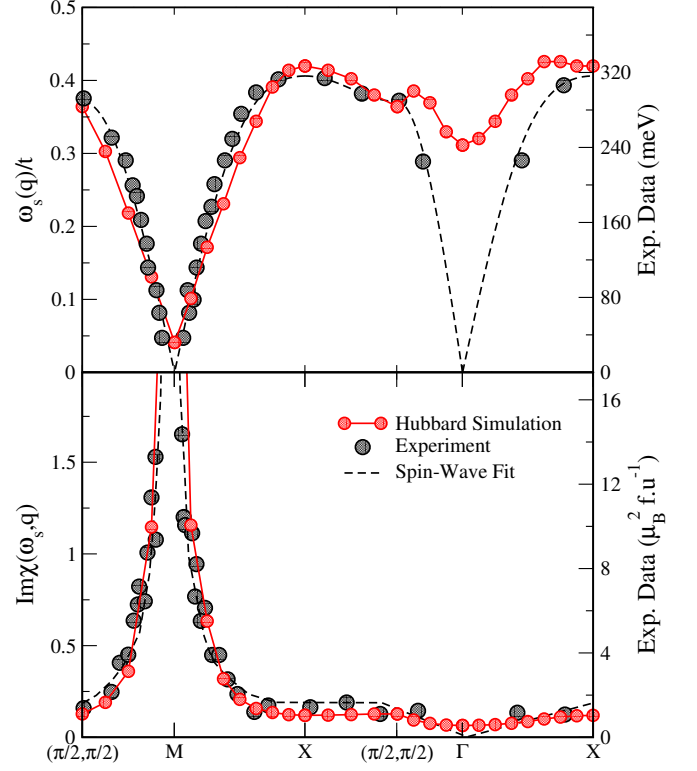 0.5
0.4
0.3
0.2
0.1
0
ω_s(q)/t
320
240
160
80
0
Exp. Data (meV)
1.5
1
0.5
0
Imχ(ω_s,q)
16
12
8
4
0
Exp. Data (μ_B^2 f.u^-1)
Hubbard Simulation
Experiment
Spin-Wave Fit
(π/2,π/2) M X (π/2,π/2) Γ X